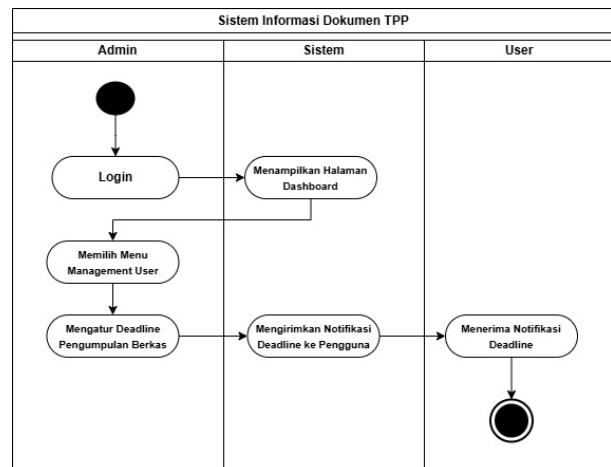 Sistem Informasi Dokumen TPP
Admin
Sistem
User
Login
Menampilkan Halaman
Dashboard
Memilih Menu
Management User
Mengatur Deadline
Pengumpulan Berkas
Mengirimkan Notifikasi
Deadline ke Pengguna
Menerima Notifikasi
Deadline